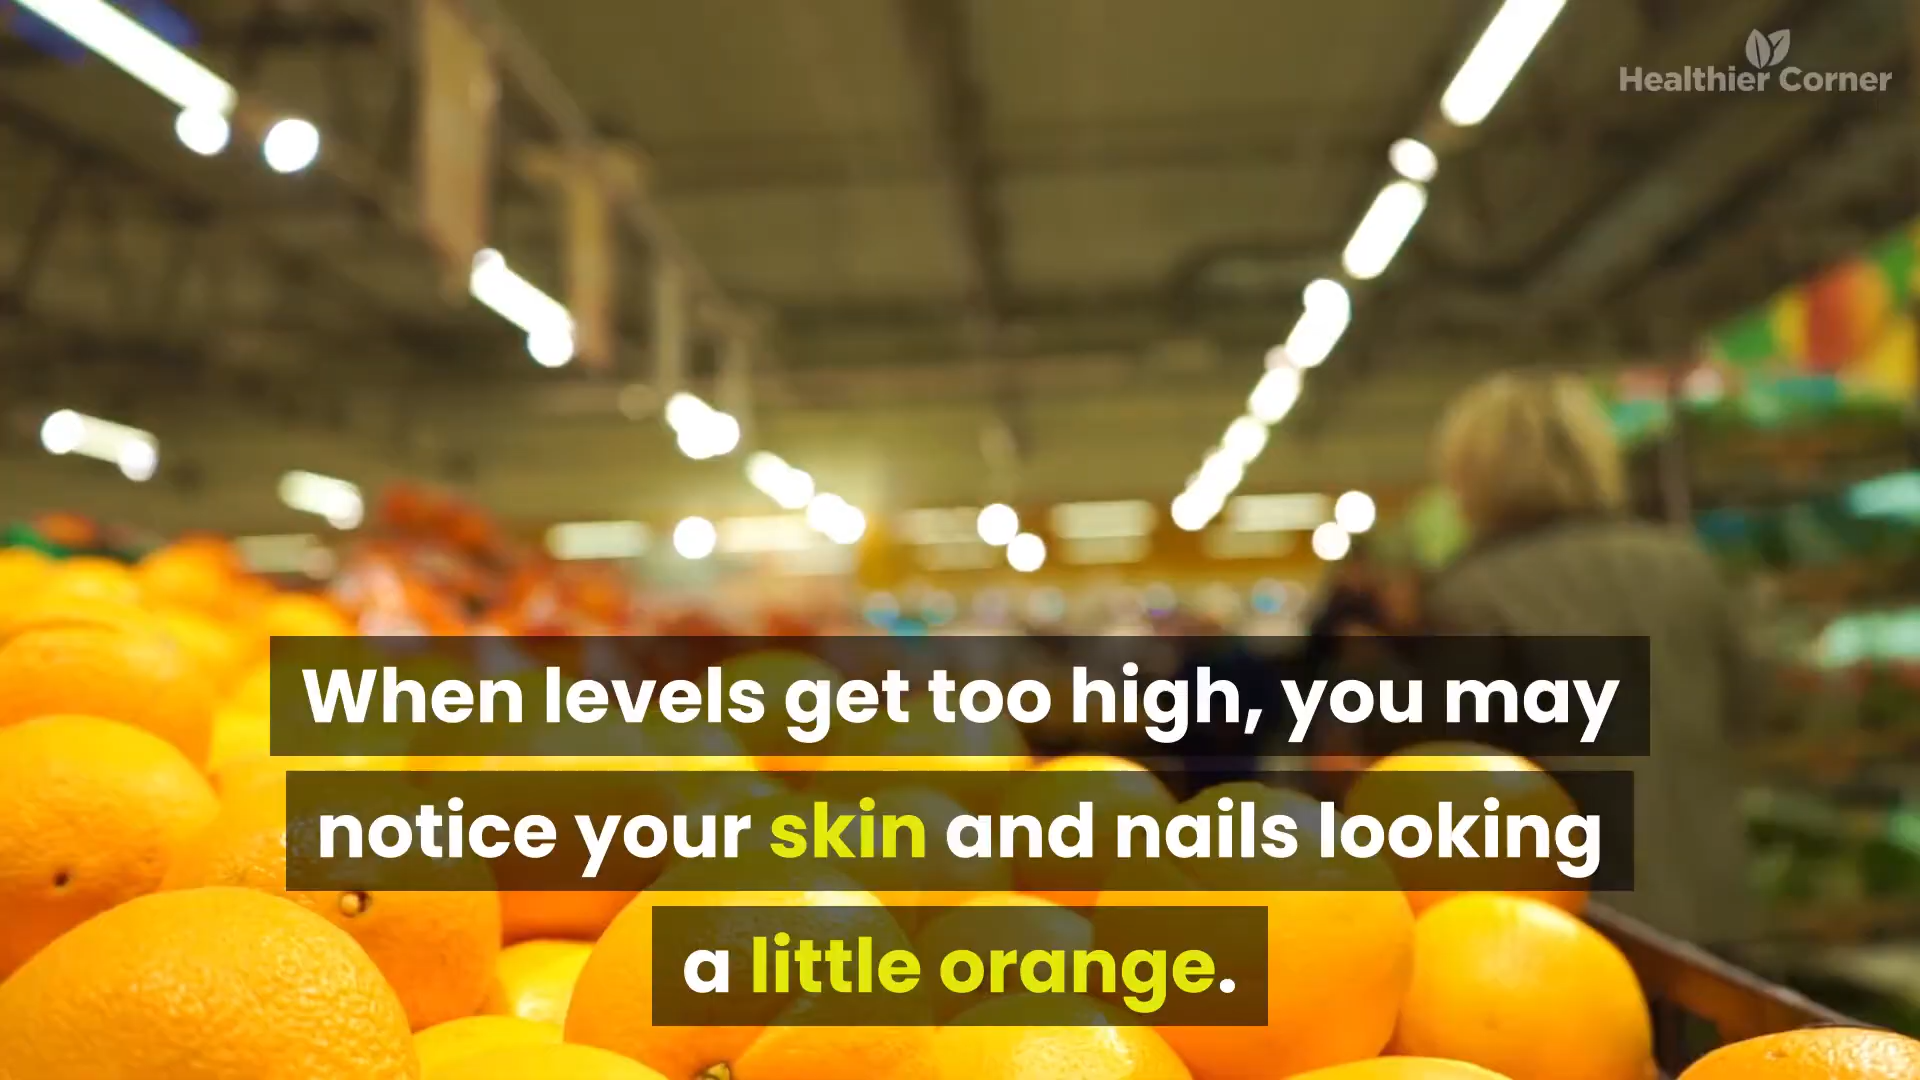 Healthier Corner
When levels get too high, you may
notice your skin and nails looking
a little orange.